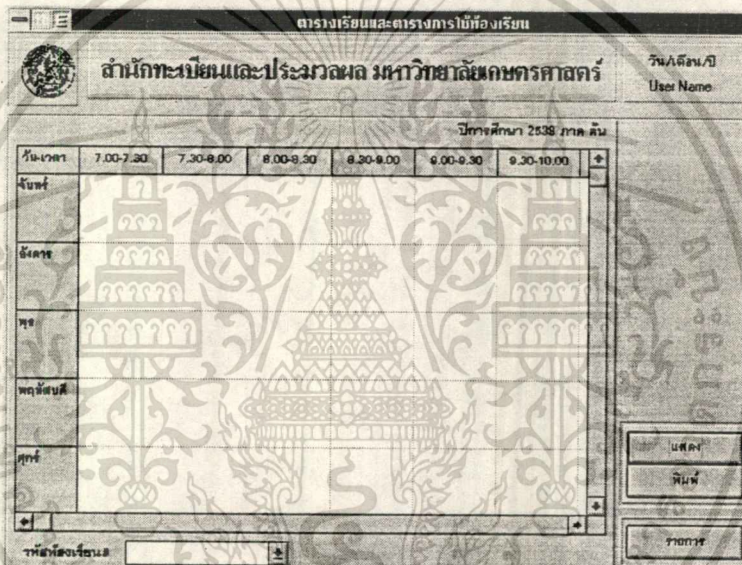 ตารางเรียนและตารางการใช้ห้องเรียน
สำนักทะเบียนและประมวลผล มหาวิทยาลัยเกษตรศาสตร์
วัน/เดือน/ปี
User Name
ปีการศึกษา 2538 ภาค ต้น
วัน-เวลา 7.00-7.30 7.30-8.00 8.00-8.30 8.30-9.00 9.00-9.30 9.30-10.00
จันทร์
อังคาร
พุธ
พฤหัสบดี
ศุกร์
แสดง
พิมพ์
รายการ
รหัสห้องเรียน